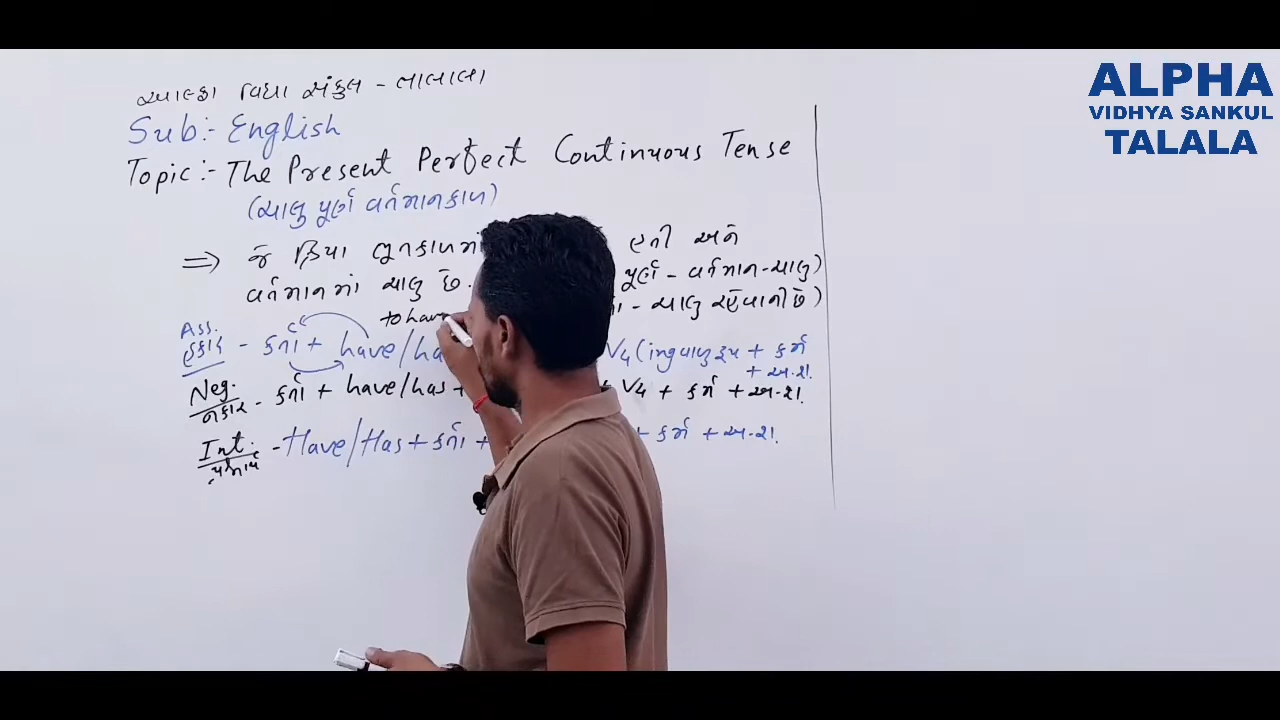 આલ્ફા વિદ્યા સંકુલ - તાલાલા
Sub:- English
Topic:- The Present Perfect Continuous Tense
(ચાલુ પૂર્ણ વર્તમાનકાળ)
⇒ જે ક્રિયા ભૂતકાળમાં હતી અને
વર્તમાનમાં ચાલુ છે. પૂર્ણ - વર્તમાન - ચાલુ)
- ચાલુ રહેવાની છે)
to have
Ass.
હકાર - કર્તા + have/ha V4 (ing વાળુ રૂપ + કર્મ
+ અ.શ.
Neg.
નકાર - કર્તા + have/has + + V4 + કર્મ + અ.શ.
Int. - Have/Has + કર્તા + + કર્મ + અ.શ.
ALPHA
VIDHYA SANKUL
TALALA